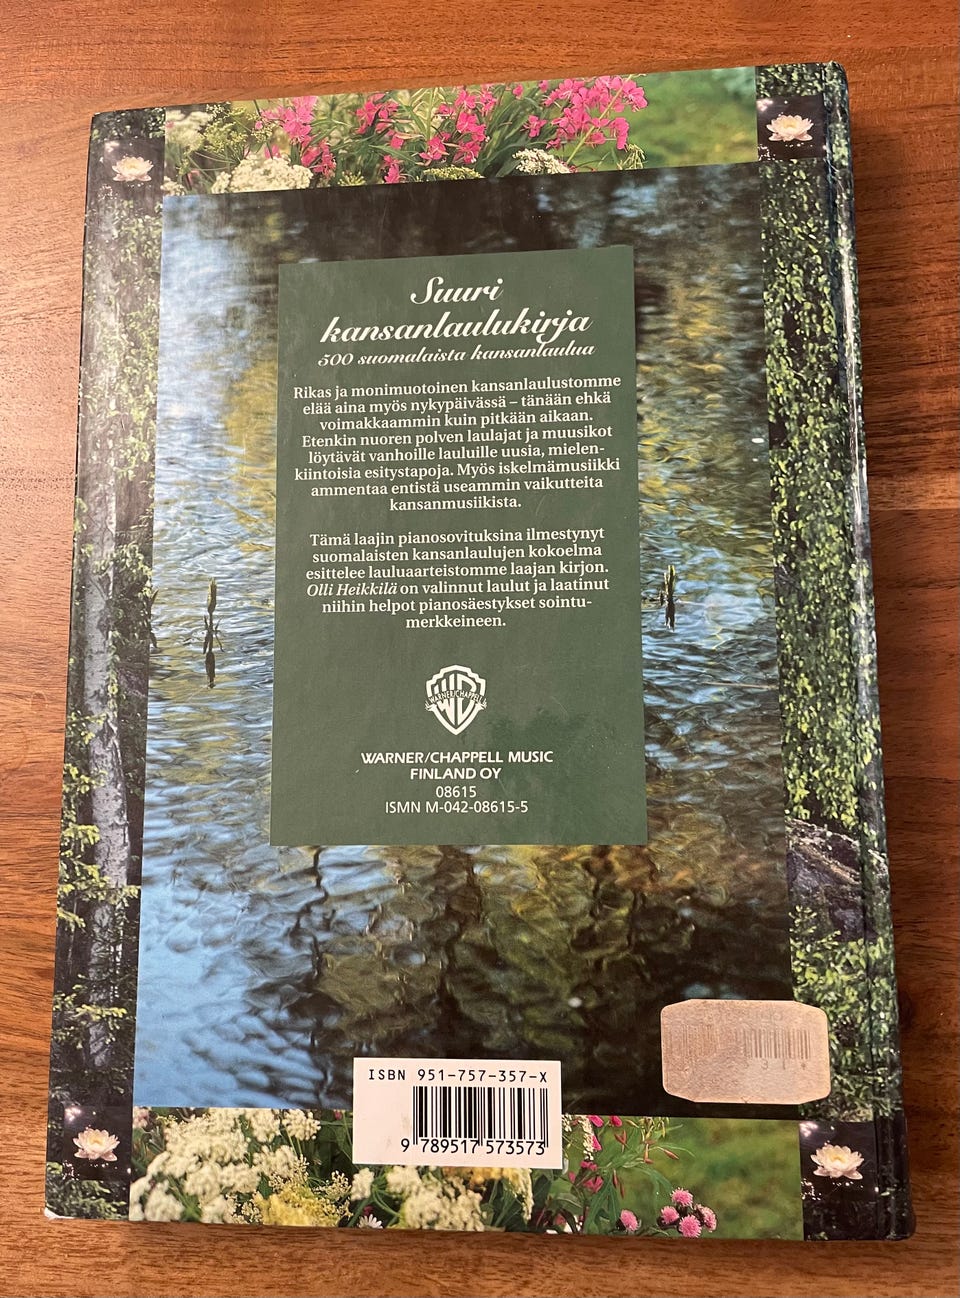 Suuri
kansanlaulukirja
500 suomalaista kansanlaulua
Rikas ja monimuotoinen kansanlaulustomme
elää aina myös nykypäivässä – tänään ehkä
voimakkaammin kuin pitkään aikaan.
Etenkin nuoren polven laulajat ja muusikot
löytävät vanhoille lauluille uusia, mielen-
kiintoisia esitystapoja. Myös iskelmämusiikki
ammentaa entistä useammin vaikutteita
kansanmusiikista.
Tämä laajin pianosovituksina ilmestynyt
suomalaisten kansanlaulujen kokoelma
esittelee lauluaarteistomme laajan kirjon.
Olli Heikkilä on valinnut laulut ja laatinut
niihin helpot pianosäestykset sointu-
merkkeineen.
WARNER/CHAPPELL
WARNER/CHAPPELL MUSIC
FINLAND OY
08615
ISMN M-042-08615-5
ISBN 951-757-357-X
9 789517 573573